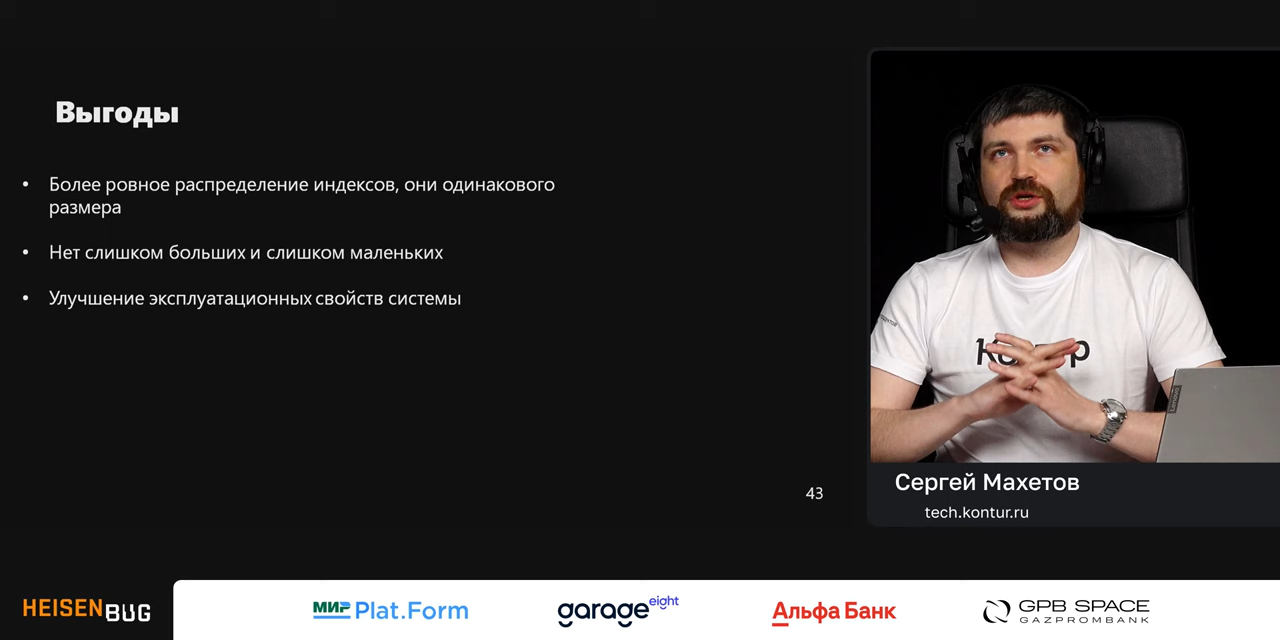 Выгоды
• Более ровное распределение индексов, они одинакового
размера
• Нет слишком больших и слишком маленьких
• Улучшение эксплуатационных свойств системы
43
Сергей Махетов
tech.kontur.ru
HEISENBUG
МИР Plat.Form
garage eight
Альфа Банк
GPB SPACE
GAZPROMBANK